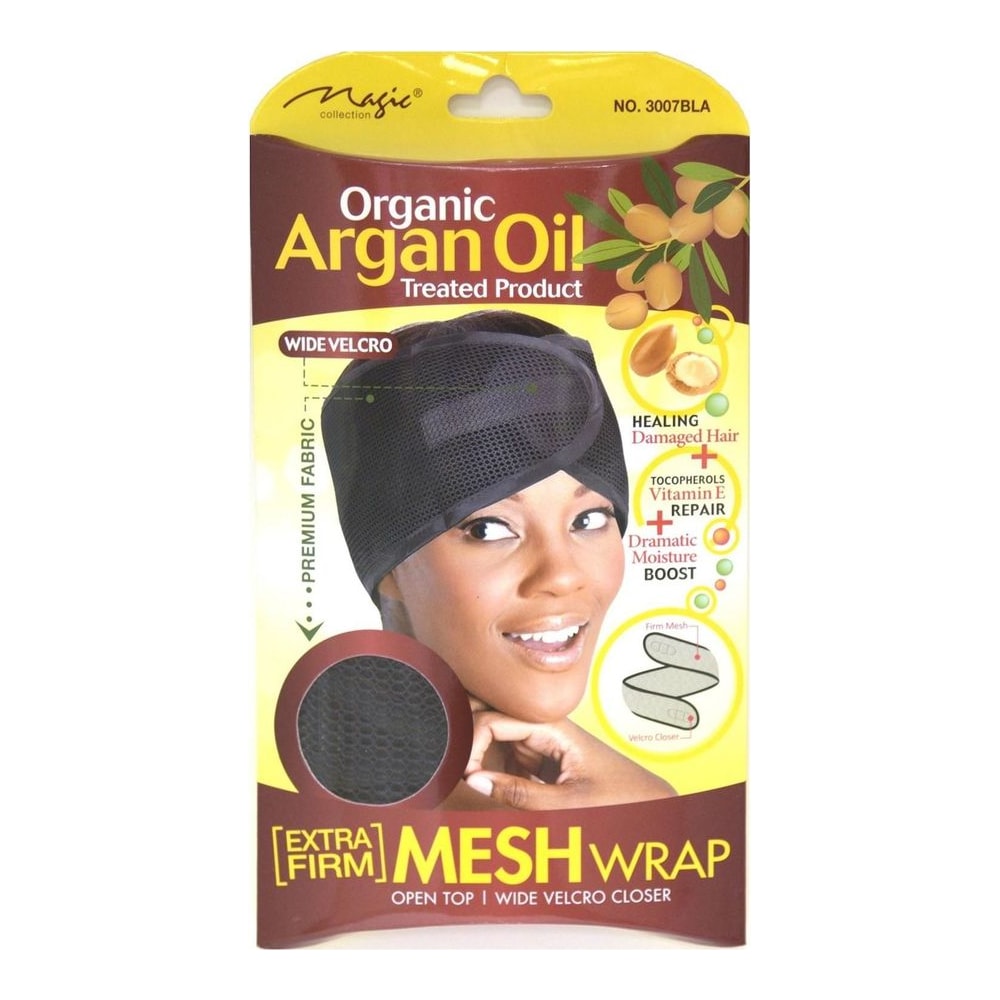 Magic®
collection
NO. 3007BLA
Organic
Argan Oil
Treated Product
WIDE VELCRO
PREMIUM FABRIC
HEALING
Damaged Hair
+
TOCOPHEROLS
Vitamin E
REPAIR
+
Dramatic
Moisture
BOOST
Firm Mesh
Velcro Closer
[EXTRA
FIRM]
MESH WRAP
OPEN TOP | WIDE VELCRO CLOSER